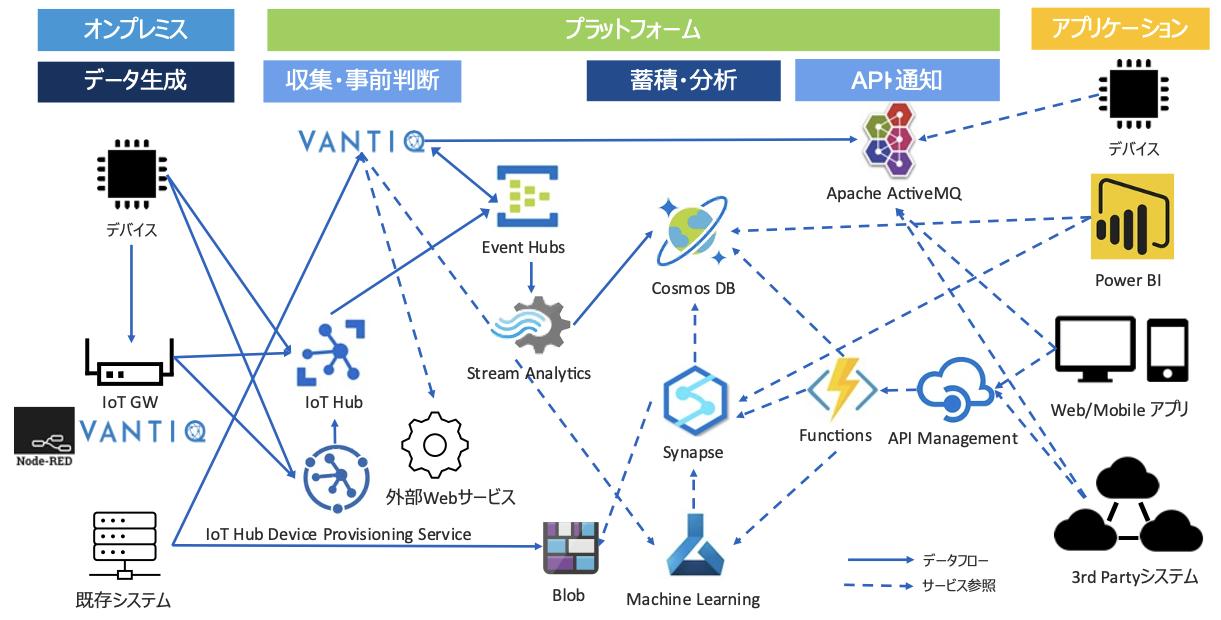 オンプレミス
プラットフォーム
アプリケーション
データ生成
収集・事前判断
蓄積・分析
API・通知
VANTIQ
デバイス
Event Hubs
Apache ActiveMQ
デバイス
Cosmos DB
Power BI
Stream Analytics
IoT GW
IoT Hub
Web/Mobile アプリ
VANTIQ
Node-RED
Functions
API Management
Synapse
外部Webサービス
IoT Hub Device Provisioning Service
データフロー
サービス参照
3rd Partyシステム
既存システム
Blob
Machine Learning